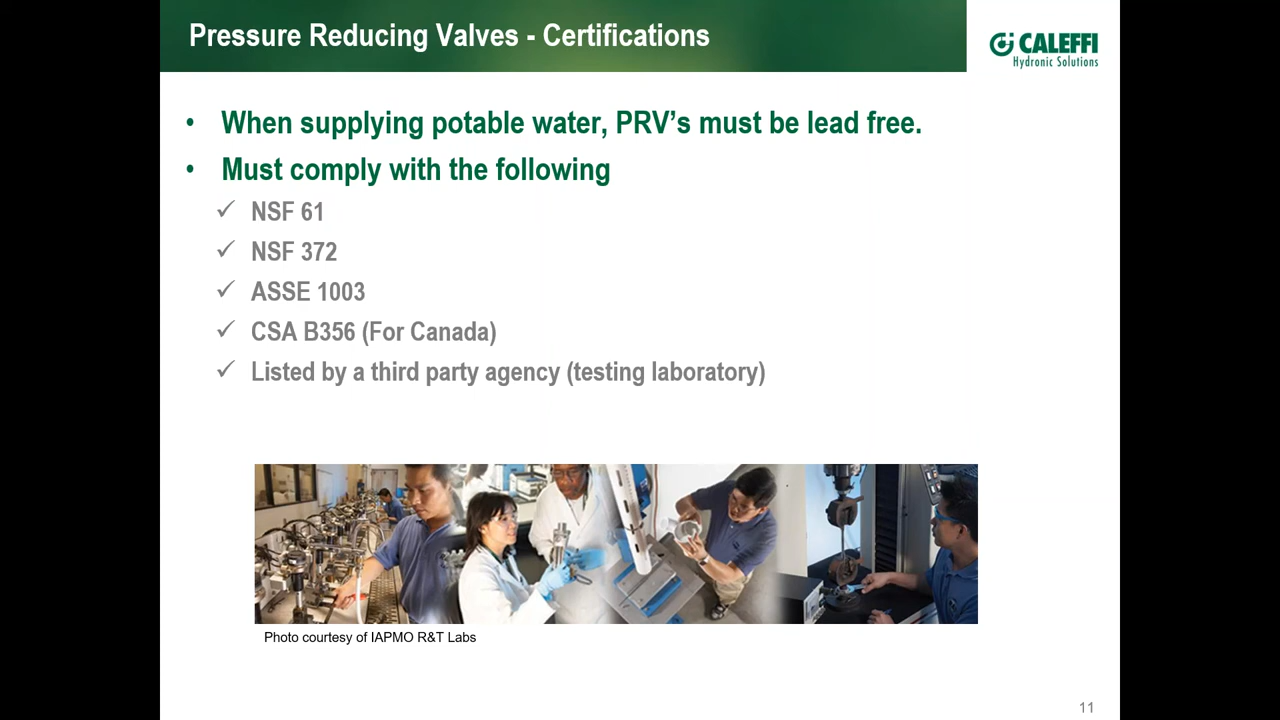 Pressure Reducing Valves - Certifications
CALEFFI
Hydronic Solutions
• When supplying potable water, PRV's must be lead free.
• Must comply with the following
✓ NSF 61
✓ NSF 372
✓ ASSE 1003
✓ CSA B356 (For Canada)
✓ Listed by a third party agency (testing laboratory)
Photo courtesy of IAPMO R&T Labs
11